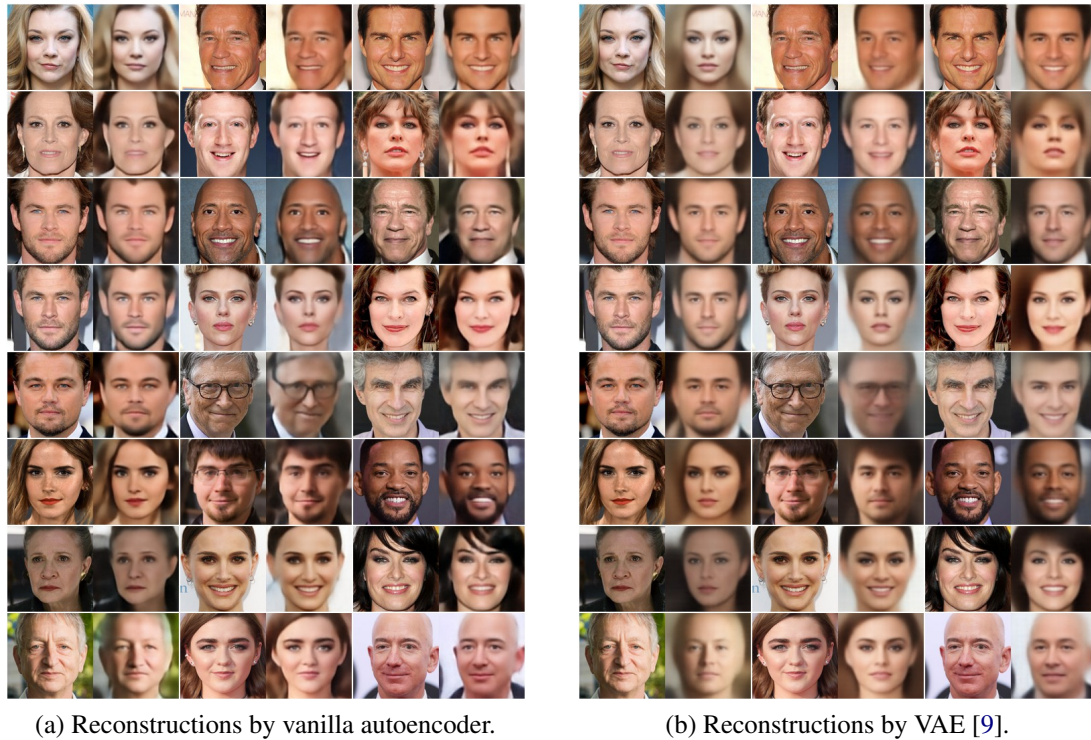 (a) Reconstructions by vanilla autoencoder.
(b) Reconstructions by VAE [9].